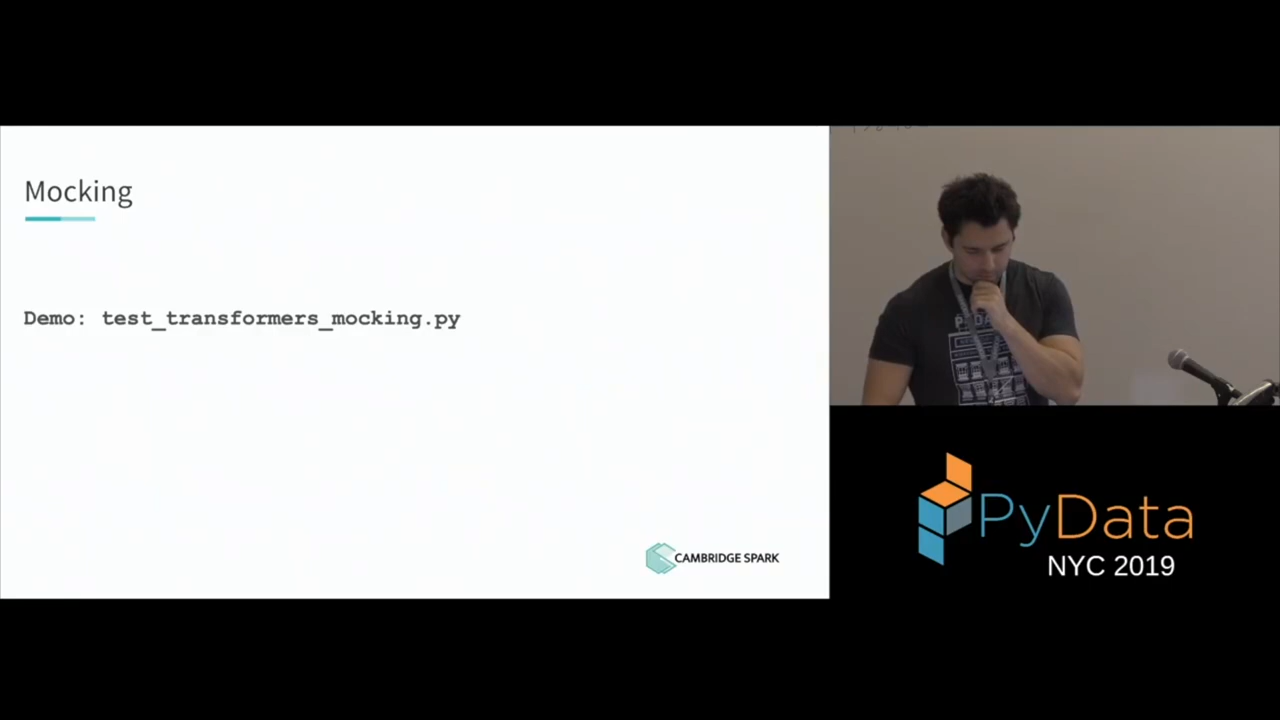 Mocking
Demo: test_transformers_mocking.py
CAMBRIDGE SPARK
PyData
NYC 2019